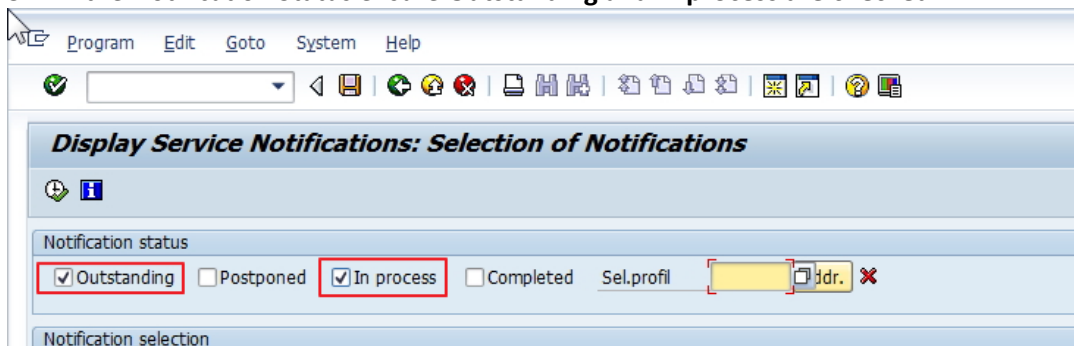 Program Edit Goto System Help
Display Service Notifications: Selection of Notifications
Notification status
Outstanding Postponed In process Completed Sel.profil ddr.
Notification selection